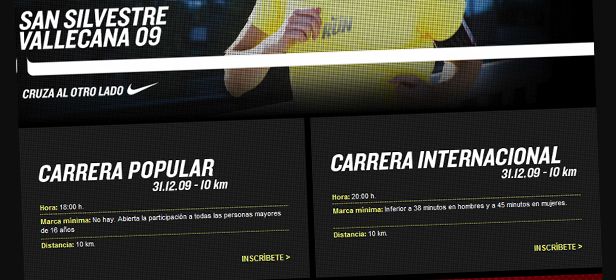 SAN SILVESTRE
VALLECANA 09
RUN
CRUZA AL OTRO LADO
CARRERA POPULAR
31.12.09 - 10 km
Hora: 18:00 h.
Marca mínima: No hay. Abierta la participación a todas las personas mayores
de 16 años
Distancia: 10 km.
INSCRÍBETE >
CARRERA INTERNACIONAL
31.12.09 - 10 km
Hora: 20:00 h.
Marca mínima: Inferior a 38 minutos en hombres y a 45 minutos en mujeres.
Distancia: 10 km.
INSCRÍBETE >